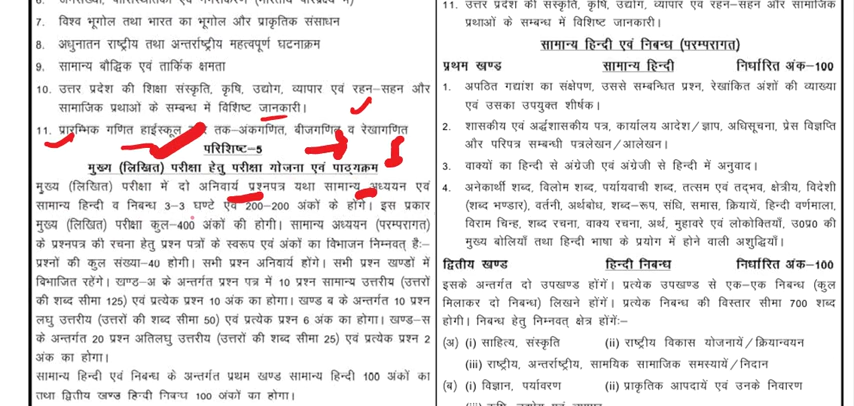 7. विश्व भूगोल तथा भारत का भूगोल और प्राकृतिक संसाधन
8. अधुनातन राष्ट्रीय तथा अन्तर्राष्ट्रीय महत्वपूर्ण घटनाक्रम
9. सामान्य बौद्धिक एवं तार्किक क्षमता
10. उत्तर प्रदेश की शिक्षा संस्कृति, कृषि, उद्योग, व्यापार एवं रहन–सहन और
सामाजिक प्रथाओं के सम्बन्ध में विशिष्ट जानकारी।
11. प्रारम्भिक गणित हाईस्कूल तक–अंकगणित, बीजगणित व रेखागणित
परिशिष्ट–5
मुख्य (लिखित) परीक्षा हेतु परीक्षा योजना एवं पाठ्यक्रम
मुख्य (लिखित) परीक्षा में दो अनिवार्य प्रश्नपत्र यथा सामान्य अध्ययन एवं
सामान्य हिन्दी व निबन्ध 3–3 घण्टे एवं 200–200 अंकों के होगे। इस प्रकार
मुख्य (लिखित) परीक्षा कुल–400 अंकों की होगी। सामान्य अध्ययन (परम्परागत)
के प्रश्नपत्र की रचना हेतु प्रश्न पत्रों के स्वरूप एवं अंकों का विभाजन निम्नवत् हैः–
प्रश्नों की कुल संख्या–40 होगी। सभी प्रश्न अनिवार्य होंगे। सभी प्रश्न खण्डों में
विभाजित रहेंगे। खण्ड–अ के अन्तर्गत प्रश्न पत्र में 10 प्रश्न सामान्य उत्तरीय (उत्तरों
की शब्द सीमा 125) एवं प्रत्येक प्रश्न 10 अंक का होगा। खण्ड ब के अन्तर्गत 10 प्रश्न
लघु उत्तरीय (उत्तरों की शब्द सीमा 50) एवं प्रत्येक प्रश्न 6 अंक का होगा। खण्ड–स
के अन्तर्गत 20 प्रश्न अतिलघु उत्तरीय (उत्तरों की शब्द सीमा 25) एवं प्रत्येक प्रश्न 2
अंक का होगा।
सामान्य हिन्दी एवं निबन्ध के अन्तर्गत प्रथम खण्ड सामान्य हिन्दी 100 अंकों का
तथा द्वितीय खण्ड हिन्दी निबन्ध 100 अंकों का होगा।
11. उत्तर प्रदेश की संस्कृति, कृषि, उद्योग, व्यापार एवं रहन–सहन और सामाजिक
प्रथाओं के सम्बन्ध में विशिष्ट जानकारी।
सामान्य हिन्दी एवं निबन्ध (परम्परागत)
प्रथम खण्ड सामान्य हिन्दी निर्धारित अंक–100
1. अपठित गद्यांश का संक्षेपण, उससे सम्बन्धित प्रश्न, रेखांकित अंशों की व्याख्या
एवं उसका उपयुक्त शीर्षक।
2. शासकीय एवं अर्द्धशासकीय पत्र, कार्यालय आदेश/ज्ञाप, अधिसूचना, प्रेस विज्ञप्ति
और परिपत्र सम्बन्धी पत्रलेखन/आलेखन।
3. वाक्यों का हिन्दी से अंग्रेजी एवं अंग्रेजी से हिन्दी में अनुवाद।
4. अनेकार्थी शब्द, विलोम शब्द, पर्यायवाची शब्द, तत्सम एवं तद्भव, क्षेत्रीय, विदेशी
(शब्द भण्डार), वर्तनी, अर्थबोध, शब्द–रूप, संधि, समास, क्रियायें, हिन्दी वर्णमाला,
विराम चिन्ह, शब्द रचना, वाक्य रचना, अर्थ, मुहावरे एवं लोकोक्तियाँ, उ0प्र0 की
मुख्य बोलियाँ तथा हिन्दी भाषा के प्रयोग में होने वाली अशुद्धियाँ।
द्वितीय खण्ड हिन्दी निबन्ध निर्धारित अंक–100
इसके अन्तर्गत दो उपखण्ड होंगें। प्रत्येक उपखण्ड से एक–एक निबन्ध (कुल
मिलाकर दो निबन्ध) लिखने होंगें। प्रत्येक निबन्ध की विस्तार सीमा 700 शब्द
होगी। निबन्ध हेतु निम्नवत् क्षेत्र होंगेंः–
(अ) (i) साहित्य, संस्कृति (ii) राष्ट्रीय विकास योजनायें/क्रियान्वयन
(iii) राष्ट्रीय, अन्तर्राष्ट्रीय, सामयिक सामाजिक समस्यायें/निदान
(ब) (i) विज्ञान, पर्यावरण (ii) प्राकृतिक आपदायें एवं उनके निवारण